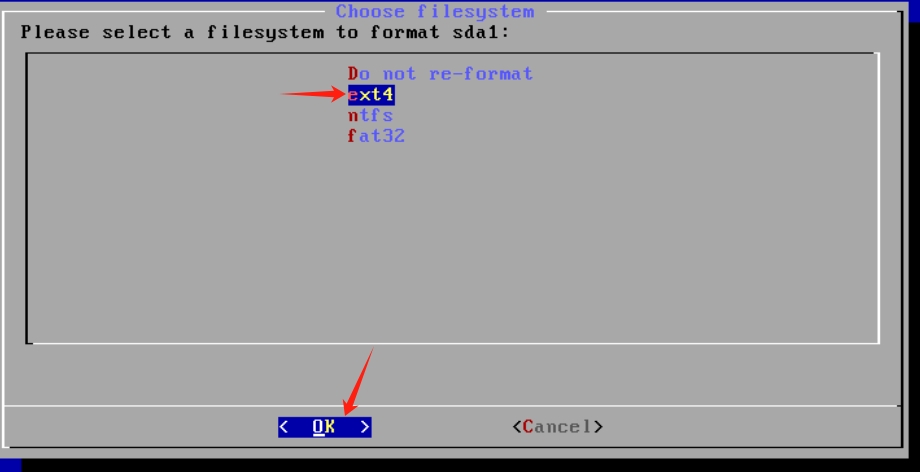 Choose filesystem
Please select a filesystem to format sda1:
Do not re-format
ext4
ntfs
fat32
< OK > <Cancel>